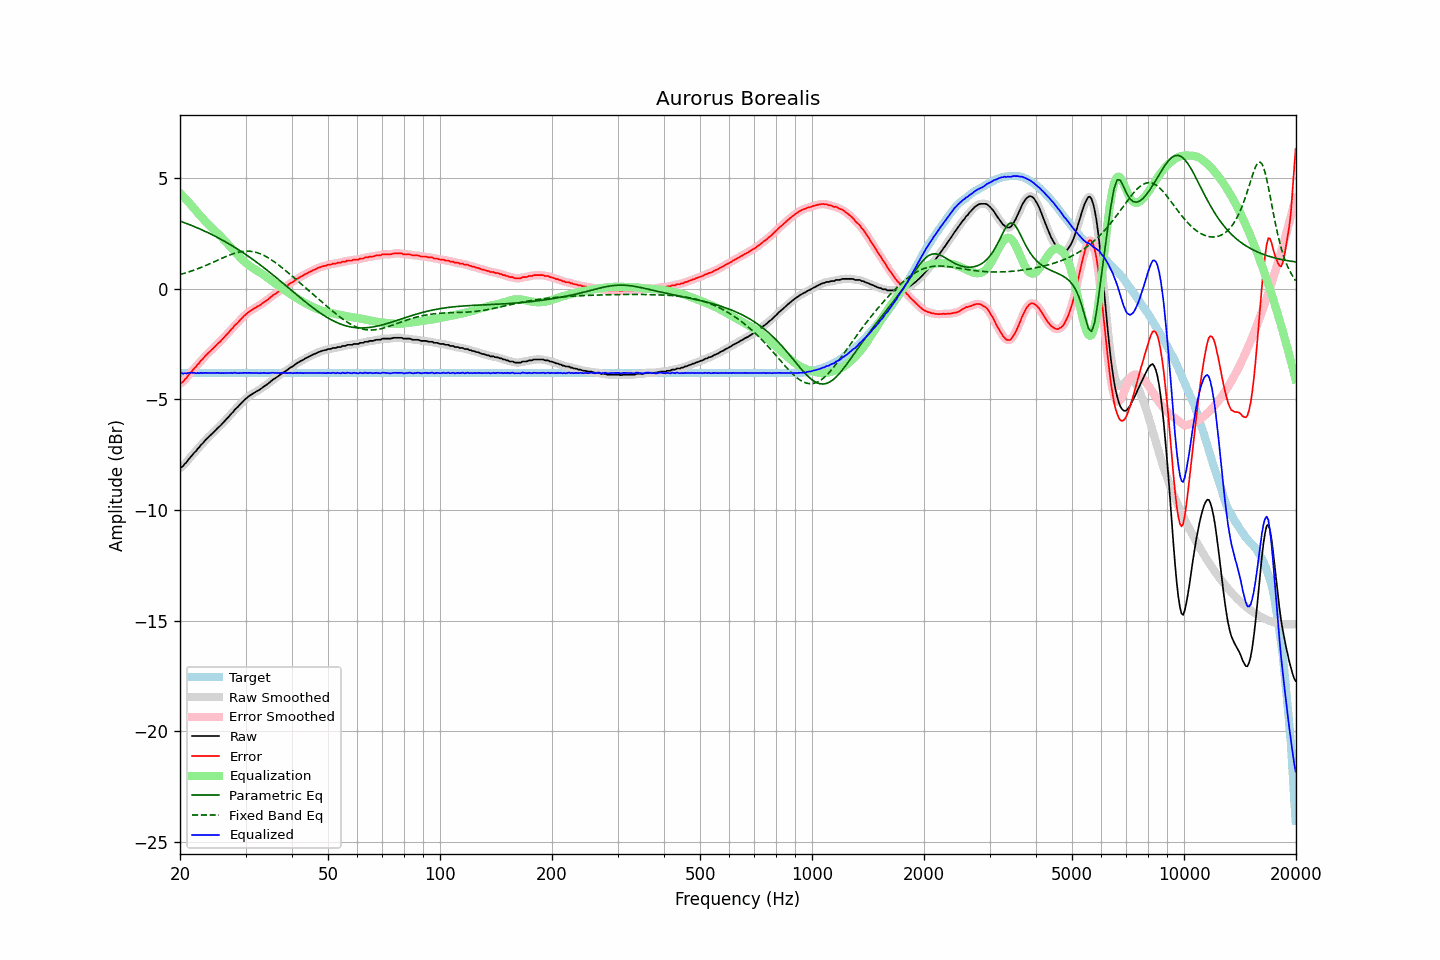 Aurorus Borealis
Amplitude (dBr)
5
0
−5
−10
−15
−20
−25
Target
Raw Smoothed
Error Smoothed
Raw
Error
Equalization
Parametric Eq
Fixed Band Eq
Equalized
20 50 100 200 500 1000 2000 5000 10000 20000
Frequency (Hz)